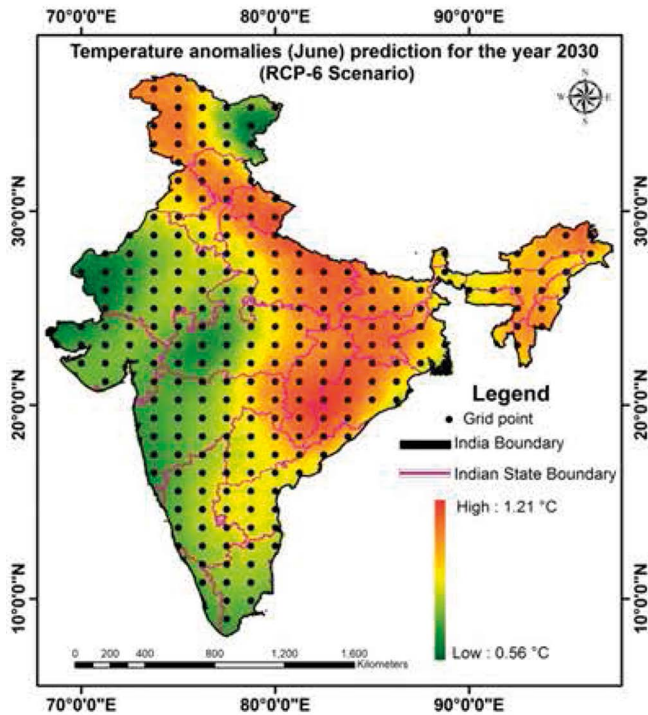 70°0'0"E 80°0'0"E 90°0'0"E
Temperature anomalies (June) prediction for the year 2030
(RCP-6 Scenario)
N
W E
S
30°0'0"N 30°0'0"N
20°0'0"N 20°0'0"N
10°0'0"N 10°0'0"N
Legend
Grid point
India Boundary
Indian State Boundary
High : 1.21 °C
Low : 0.56 °C
0 200 400 800 1,200 1,600
Kilometers
70°0'0"E 80°0'0"E 90°0'0"E